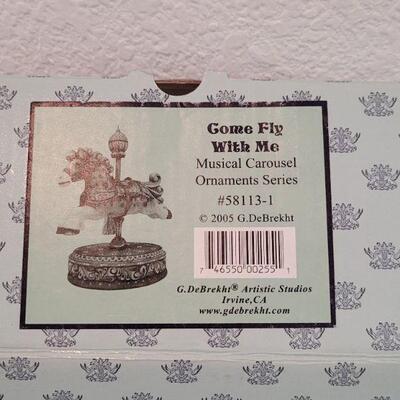 Come Fly
With Me
Musical Carousel
Ornaments Series
#58113-1
© 2005 G.DeBrekht
7 46550 00255 1
G.DeBrekht® Artistic Studios
Irvine, CA
www.gdebrekht.com